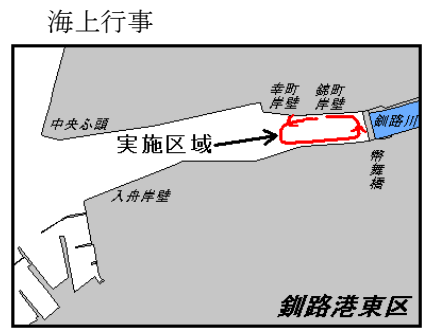 海上行事
幸町
岸壁
錦町
岸壁
中央ふ頭
釧路川
実施区域
幣舞橋
入舟岸壁
釧路港東区